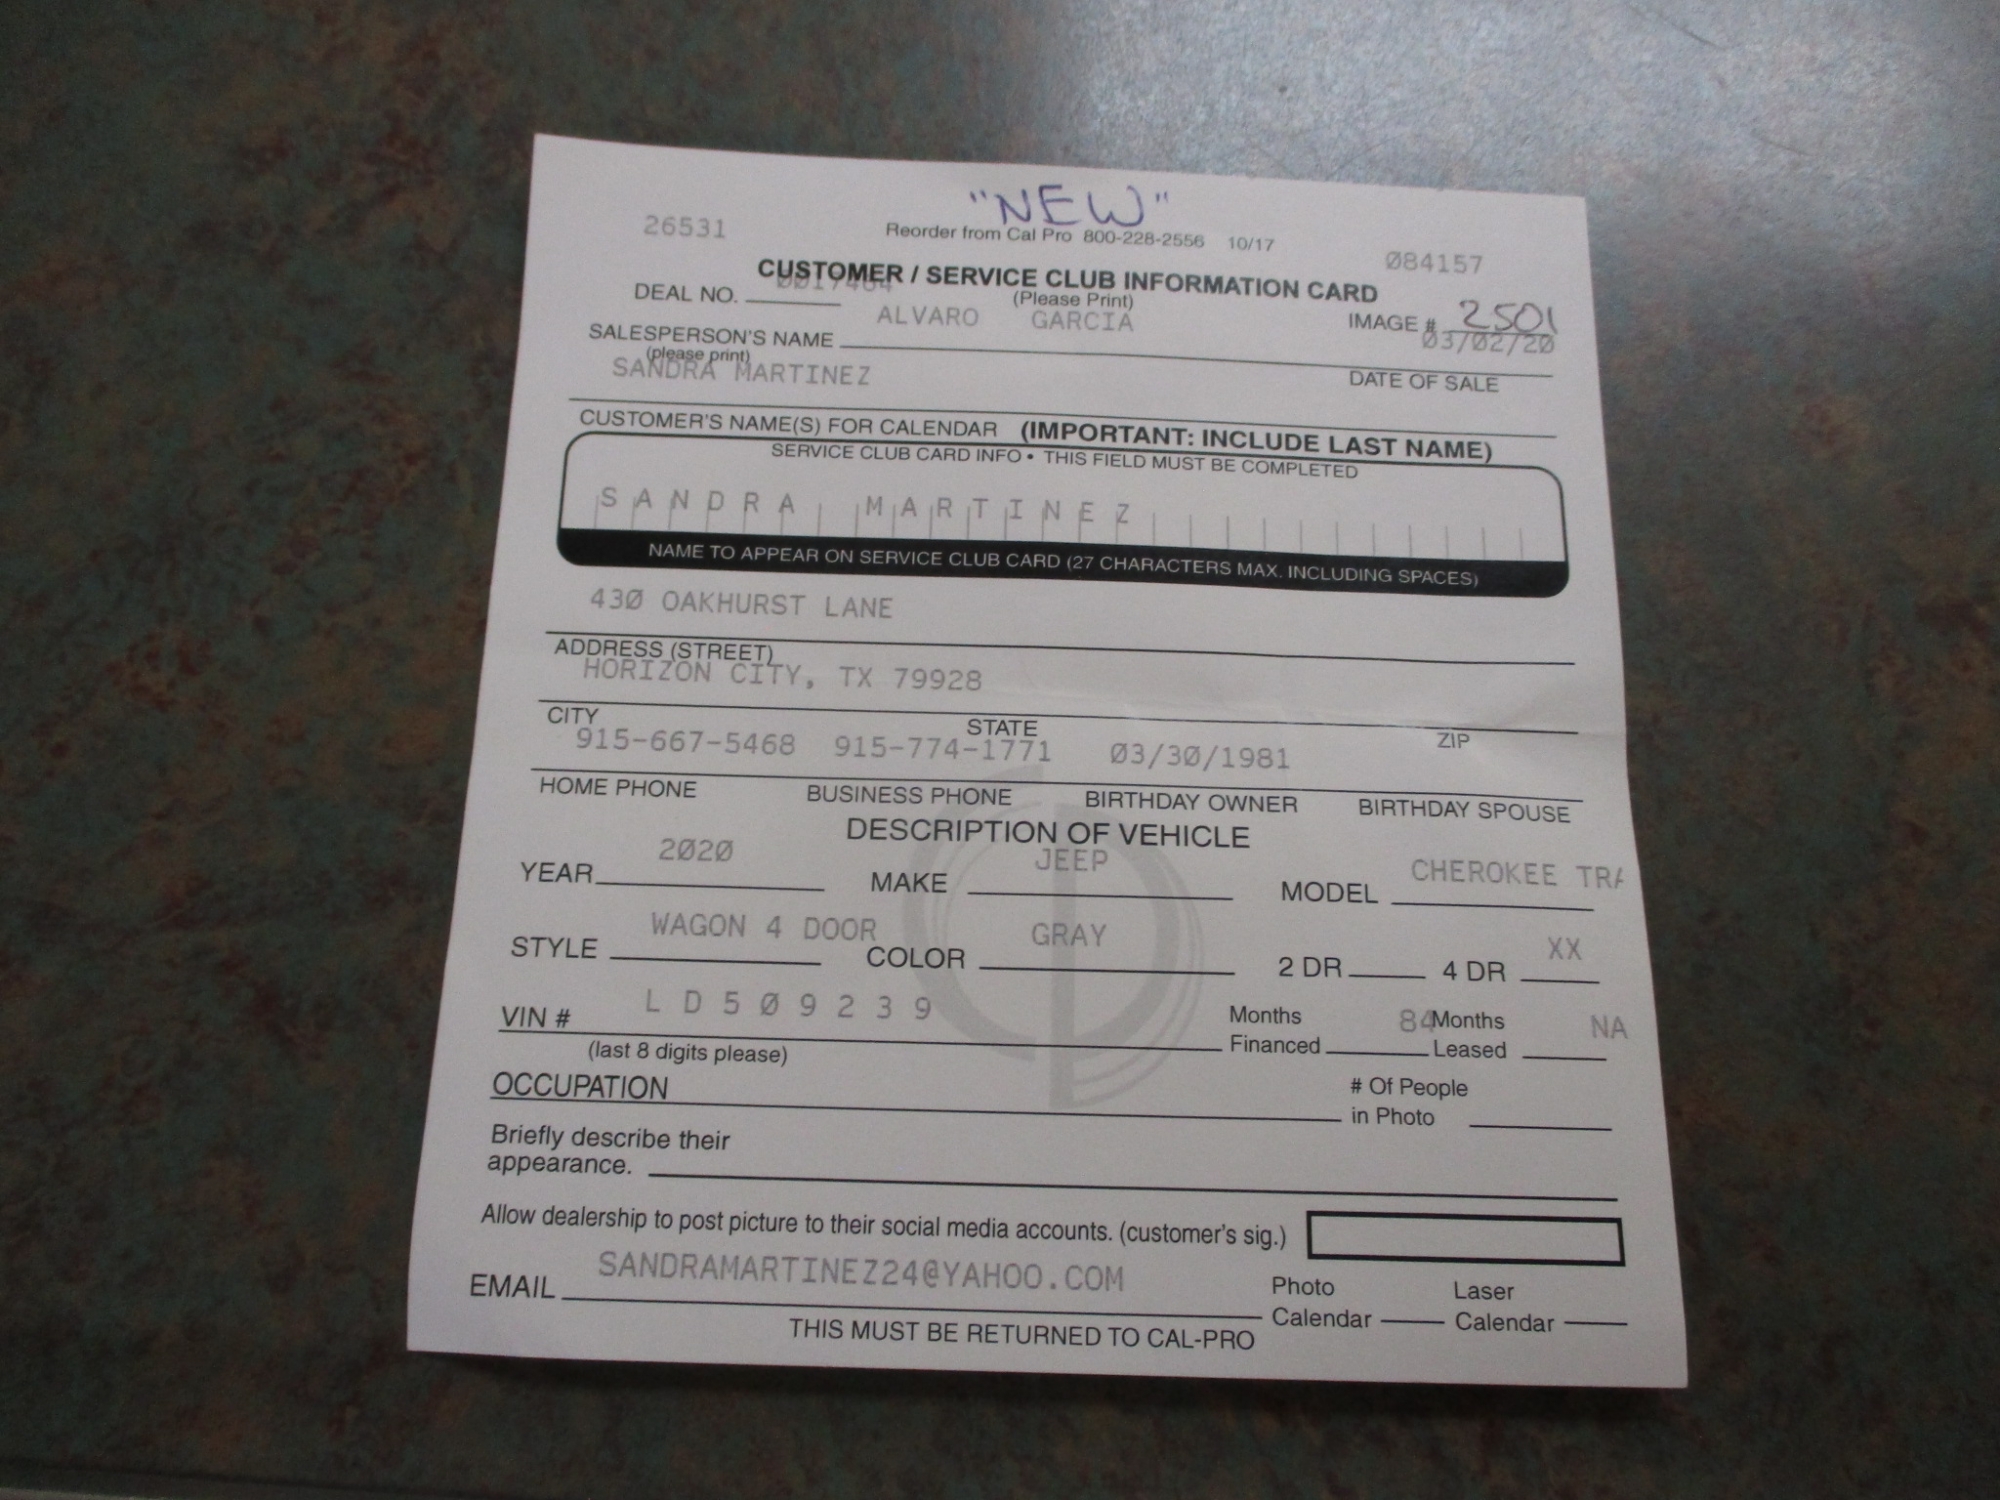 "NEW"
26531
Reorder from Cal Pro 800-228-2556 10/17
Ø84157
CUSTOMER / SERVICE CLUB INFORMATION CARD
DEAL NO. ØØ17464
(Please Print)
IMAGE # 2501
ALVARO GARCIA
SALESPERSON'S NAME
(please print)
Ø3/Ø2/2Ø
SANDRA MARTINEZ
DATE OF SALE
CUSTOMER'S NAME(S) FOR CALENDAR (IMPORTANT: INCLUDE LAST NAME)
SERVICE CLUB CARD INFO • THIS FIELD MUST BE COMPLETED
SANDRA MARTINEZ
NAME TO APPEAR ON SERVICE CLUB CARD (27 CHARACTERS MAX. INCLUDING SPACES)
43Ø OAKHURST LANE
ADDRESS (STREET)
HORIZON CITY, TX 79928
CITY STATE ZIP
915-667-5468 915-774-1771 Ø3/3Ø/1981
HOME PHONE BUSINESS PHONE BIRTHDAY OWNER BIRTHDAY SPOUSE
DESCRIPTION OF VEHICLE
YEAR 2Ø2Ø MAKE JEEP MODEL CHEROKEE TRA
STYLE WAGON 4 DOOR COLOR GRAY 2 DR 4 DR XX
VIN # L D 5 Ø 9 2 3 9 Months Financed 84 Months Leased NA
(last 8 digits please)
OCCUPATION # Of People in Photo
Briefly describe their
appearance.
Allow dealership to post picture to their social media accounts. (customer's sig.)
EMAIL SANDRAMARTINEZ24@YAHOO.COM Photo Calendar Laser Calendar
THIS MUST BE RETURNED TO CAL-PRO